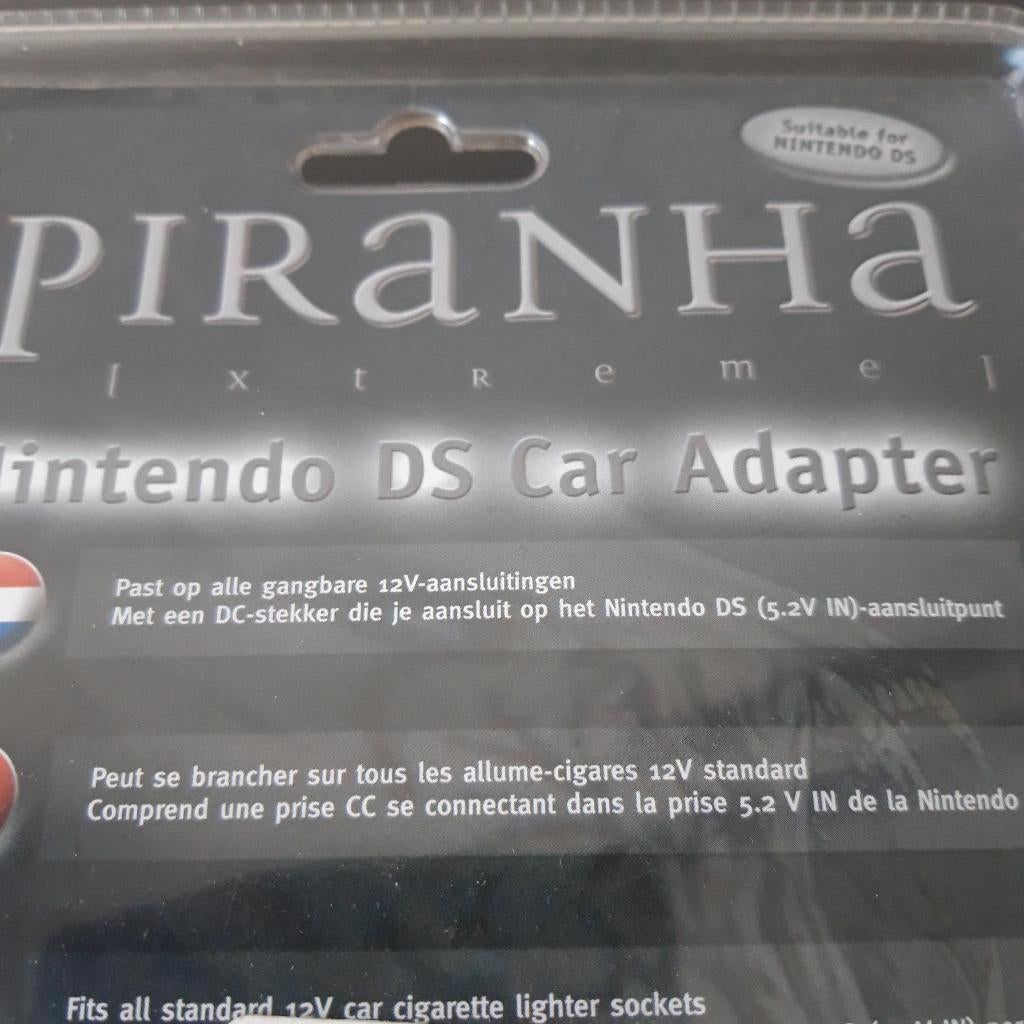 Suitable for
NINTENDO DS
PIRANHA
[ x t R e m e ]
Nintendo DS Car Adapter
Past op alle gangbare 12V-aansluitingen
Met een DC-stekker die je aansluit op het Nintendo DS (5.2V IN)-aansluitpunt
Peut se brancher sur tous les allume-cigares 12V standard
Comprend une prise CC se connectant dans la prise 5.2 V IN de la Nintendo
Fits all standard 12V car cigarette lighter sockets